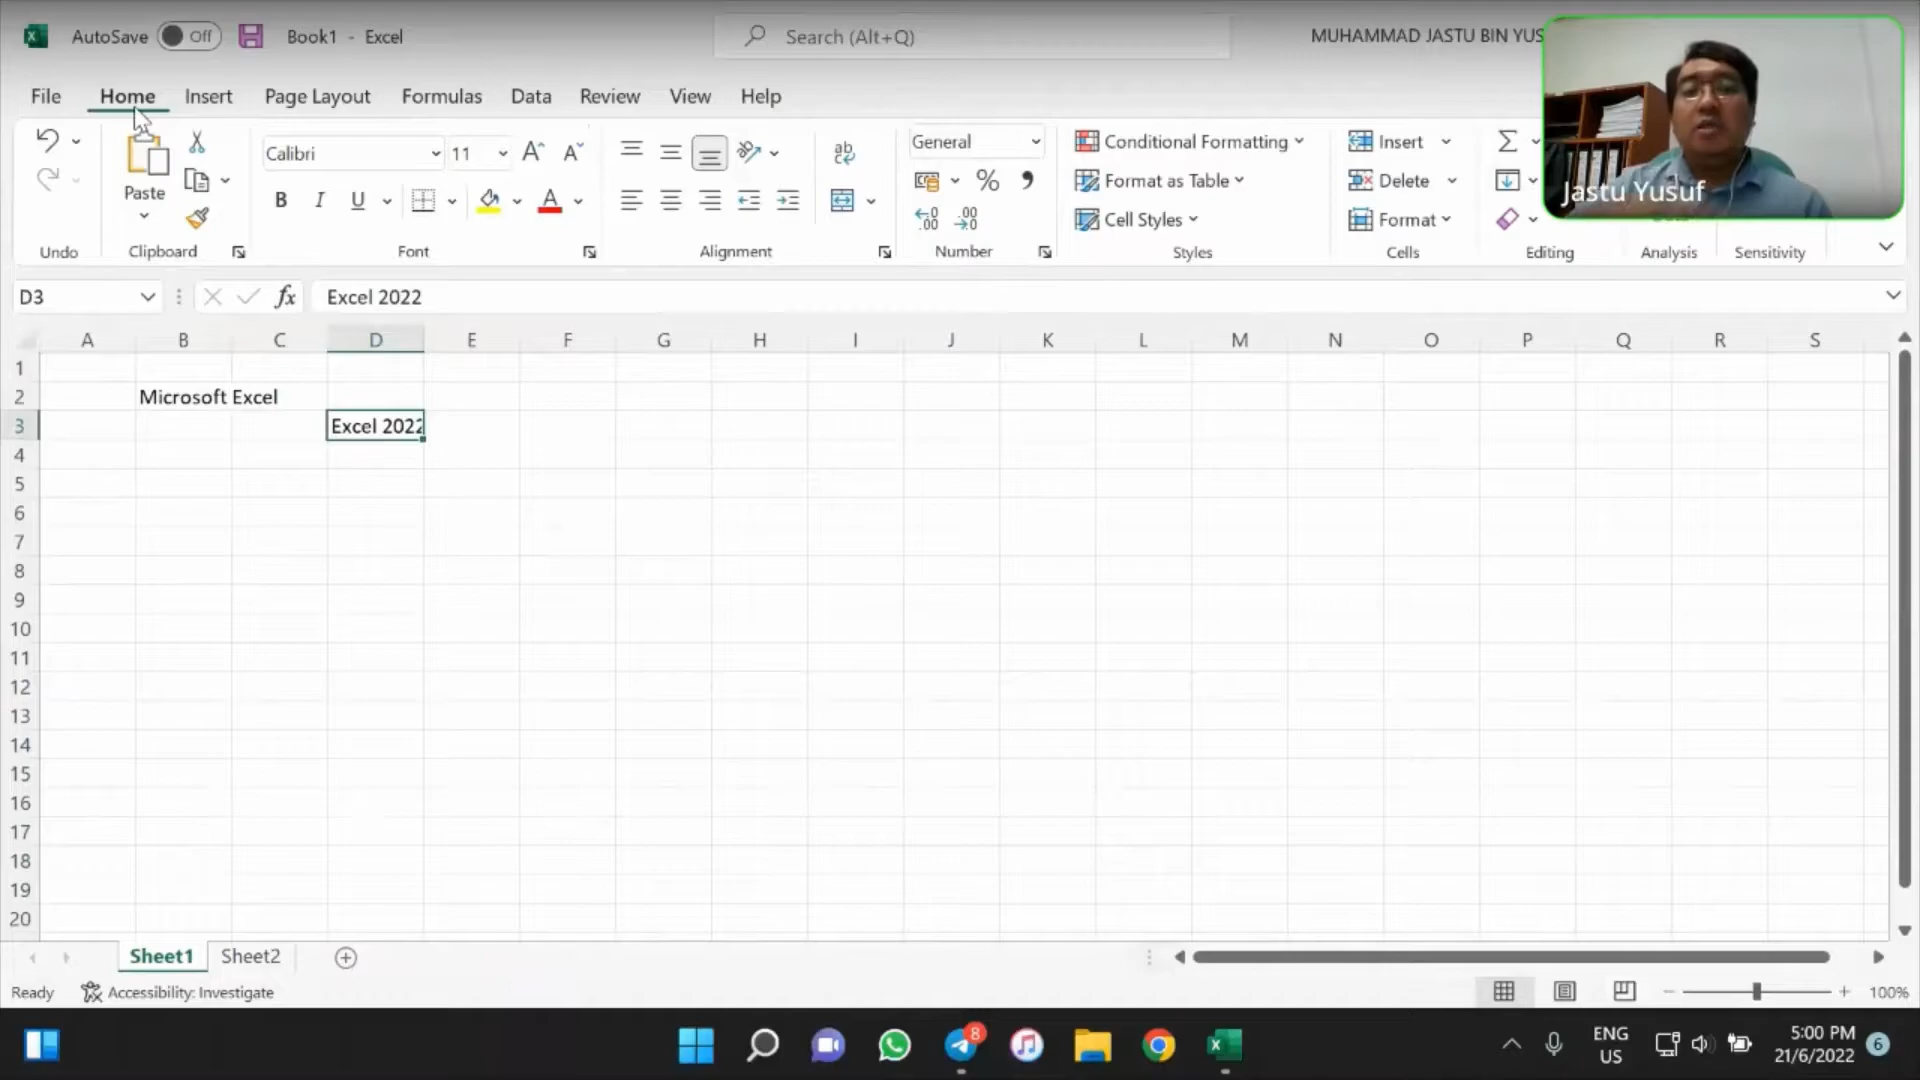 AutoSave Off Book1 - Excel Search (Alt+Q) MUHAMMAD JASTU BIN YUS
File Home Insert Page Layout Formulas Data Review View Help
Jastu Yusuf
Calibri 11 General Conditional Formatting Insert
Paste Format as Table Delete
B I U A Cell Styles Format
Undo Clipboard Font Alignment Number Styles Cells Editing Analysis Sensitivity
D3 fx Excel 2022
A B C D E F G H I J K L M N O P Q R S
1
2 Microsoft Excel
3 Excel 2022
4
5
6
7
8
9
10
11
12
13
14
15
16
17
18
19
20
Sheet1 Sheet2
Ready Accessibility: Investigate 100%
8 ENG 5:00 PM 6
US 21/6/2022